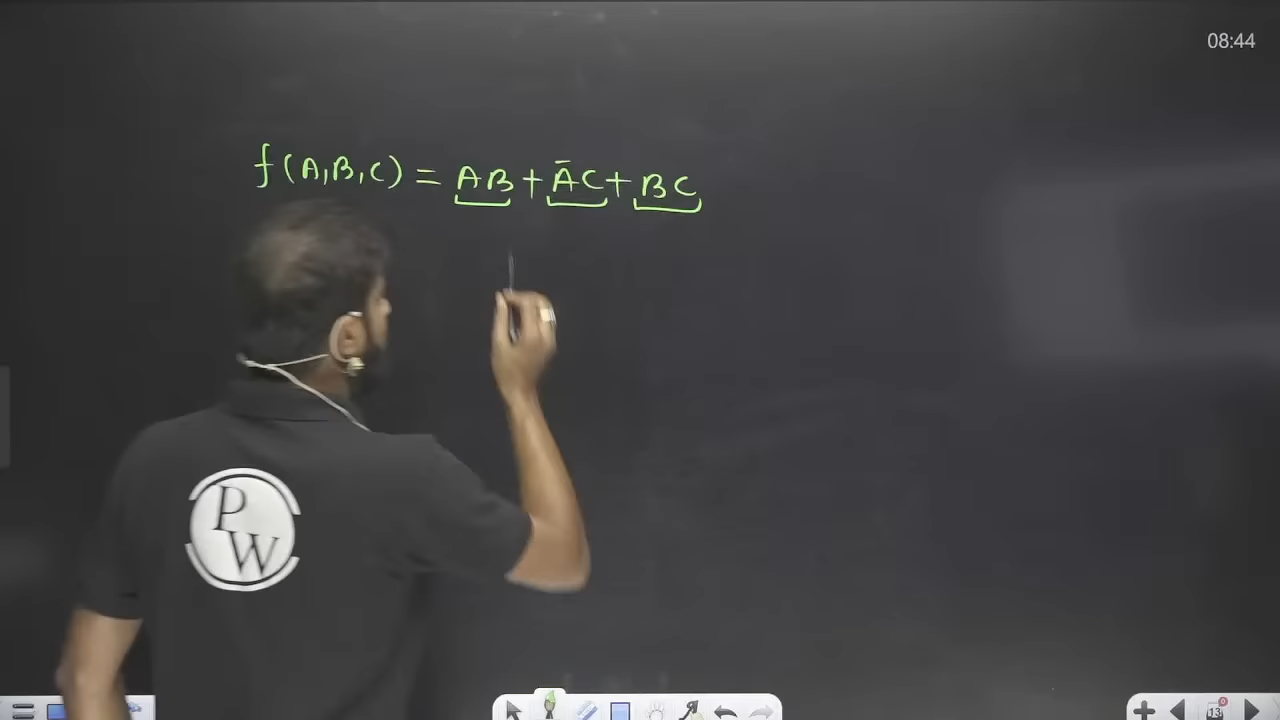 08:44
f(A,B,C) = AB + ĀC + BC
P
W